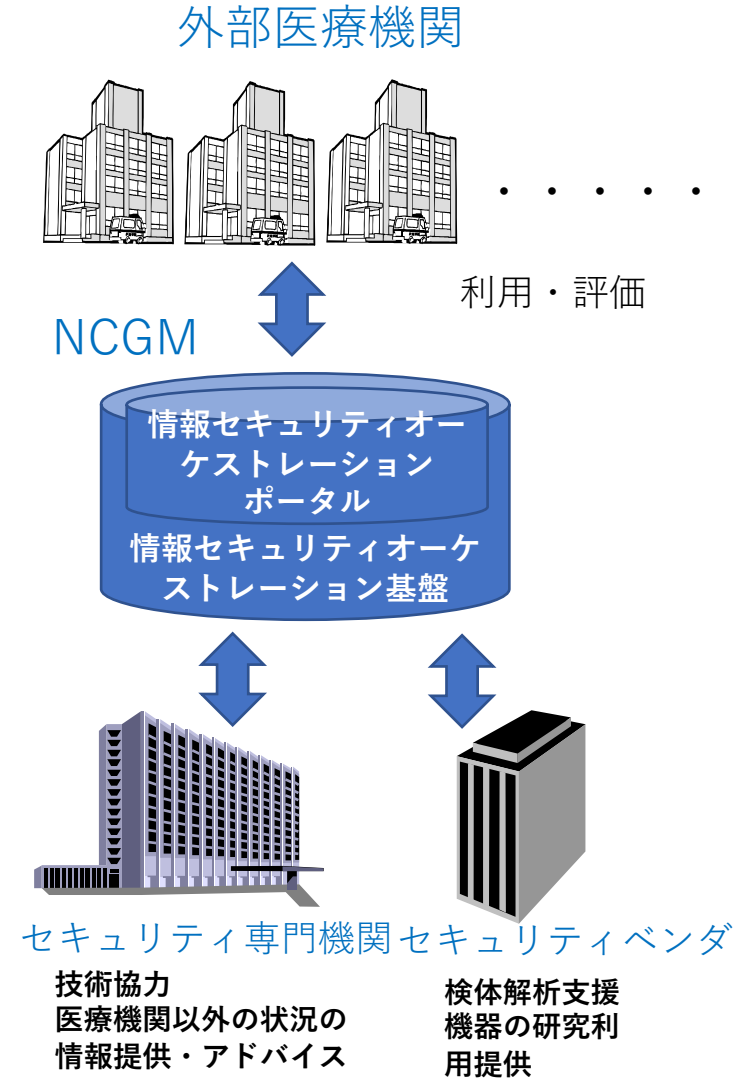 外部医療機関
・・・・・
利用・評価
NCGM
情報セキュリティオー
ケストレーション
ポータル
情報セキュリティオーケ
ストレーション基盤
セキュリティ専門機関
技術協力
医療機関以外の状況の
情報提供・アドバイス
セキュリティベンダ
検体解析支援
機器の研究利
用提供